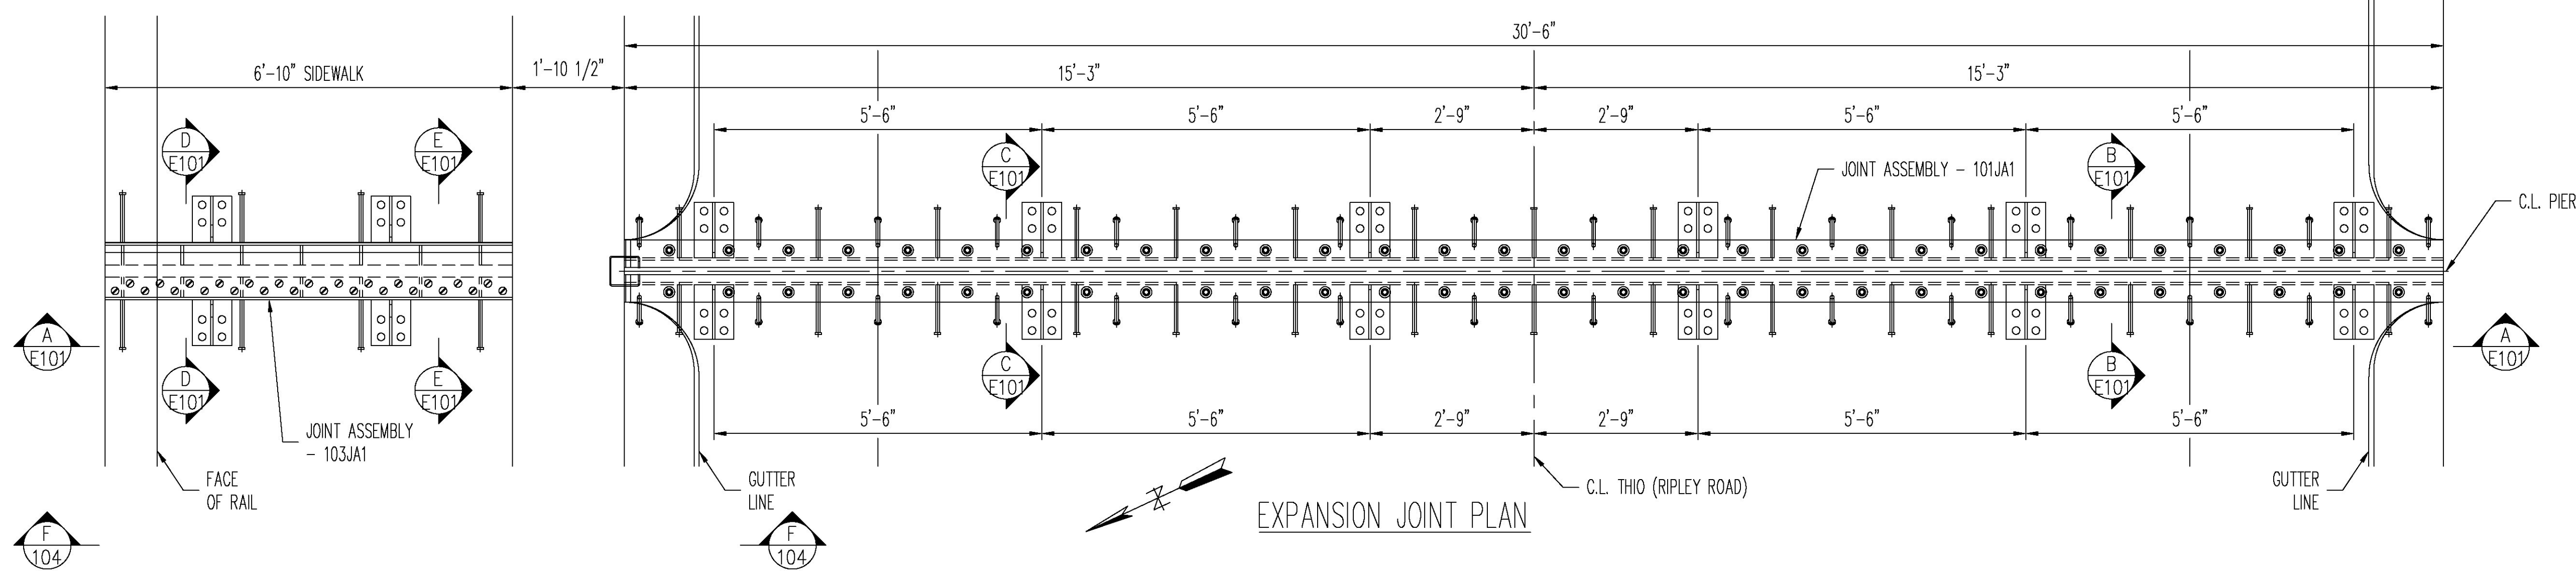 30'-6"
6'-10" SIDEWALK
1'-10 1/2"
15'-3"
15'-3"
5'-6"
5'-6"
2'-9"
2'-9"
5'-6"
5'-6"
D
E101
E
E101
C
E101
JOINT ASSEMBLY - 101JA1
B
E101
C.L. PIER
A
E101
D
E101
E
E101
C
E101
B
E101
A
E101
5'-6"
5'-6"
2'-9"
2'-9"
5'-6"
5'-6"
JOINT ASSEMBLY
- 103JA1
FACE
OF RAIL
GUTTER
LINE
C.L. THIO (RIPLEY ROAD)
GUTTER
LINE
N
EXPANSION JOINT PLAN
F
104
F
104